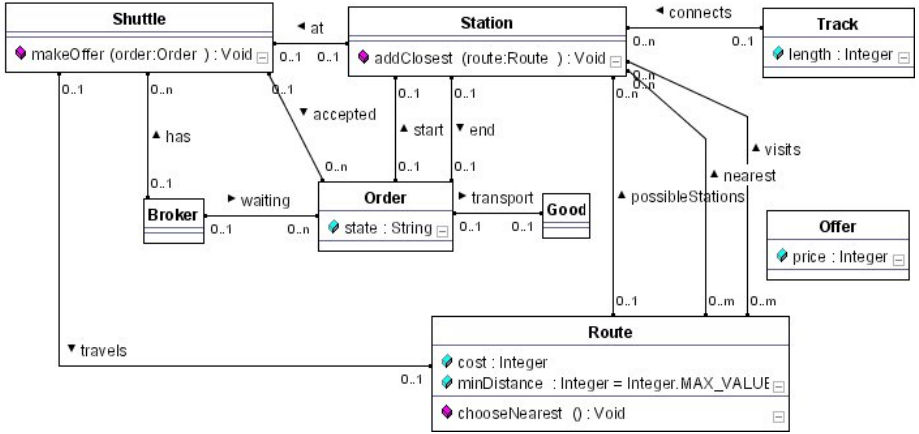 Shuttle
makeOffer (order:Order ) : Void
Station
addClosest (route:Route ) : Void
Track
length : Integer
◄ at
0..1 0..1
◄ connects
0..n 0..1
0..1 0..n 0..1 0..1 0..1 0..n 0..n 0..n
▼ accepted
▲ has
▲ start
▼ end
▲ visits
▲ nearest
▲ possibleStations
0..1 0..n 0..1 0..1
Broker
► waiting
0..1 0..n
Order
state : String
► transport
0..1 0..1
Good
Offer
price : Integer
0..1 0..m 0..m
▼ travels
0..1
Route
cost : Integer
minDistance : Integer = Integer.MAX_VALUE
chooseNearest () : Void